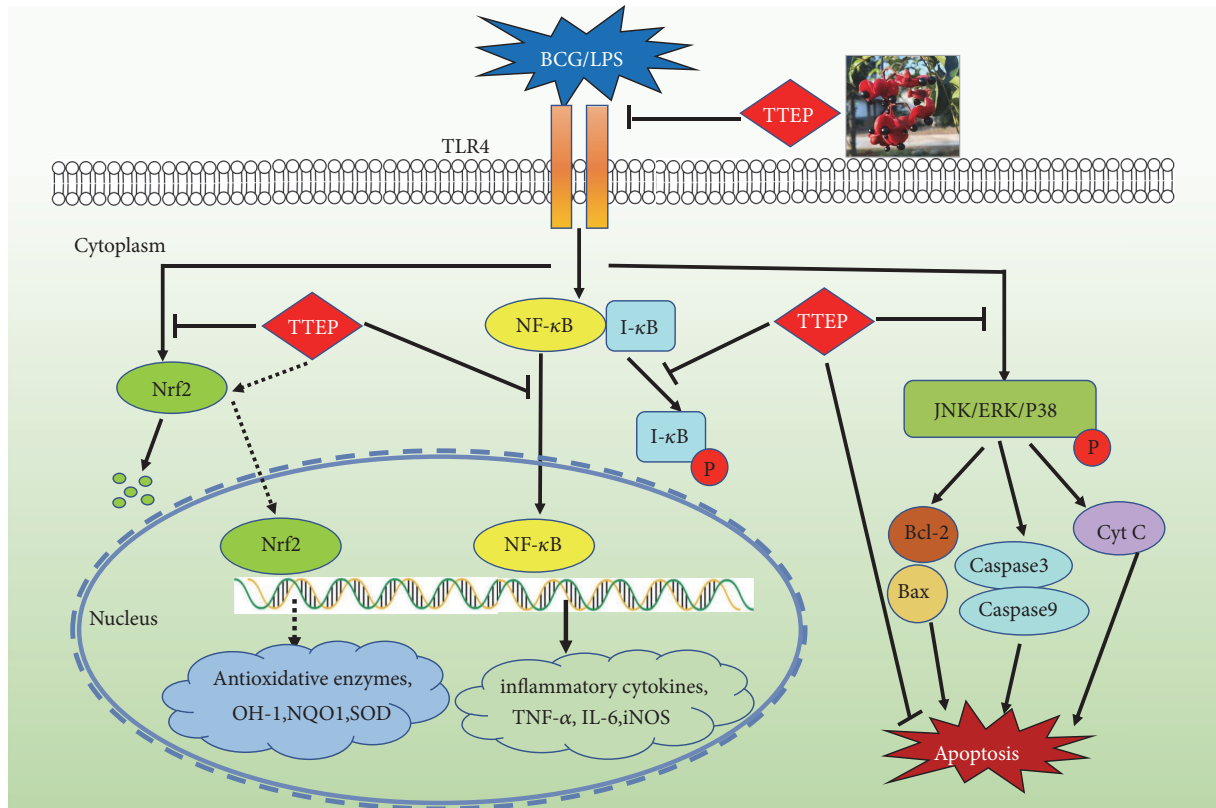 BCG/LPS
TTEP
TLR4
Cytoplasm
TTEP
NF-κB
I-κB
TTEP
Nrf2
JNK/ERK/P38
P
I-κB
P
Nrf2
NF-κB
Bcl-2
Bax
Caspase3
Caspase9
Cyt C
Nucleus
Antioxidative enzymes,
OH-1,NQO1,SOD
inflammatory cytokines,
TNF-α, IL-6,iNOS
Apoptosis